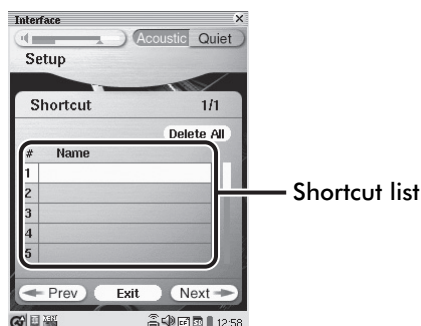 Interface ×
Acoustic Quiet
Setup
Shortcut 1/1
Delete All
# Name
1
2
3
4
5
Shortcut list
Prev Exit Next
12:58